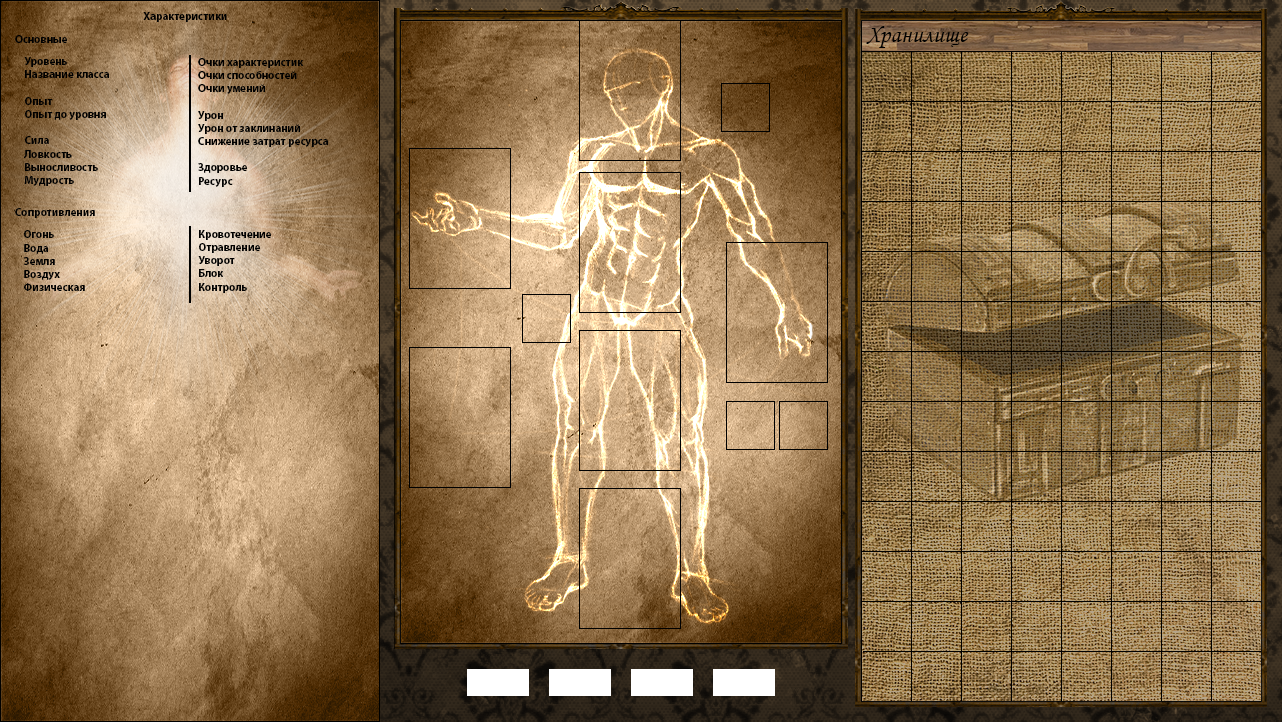 Характеристики
Основные
Уровень
Название класса
Опыт
Опыт до уровня
Сила
Ловкость
Выносливость
Мудрость
Очки характеристик
Очки способностей
Очки умений
Урон
Урон от заклинаний
Снижение затрат ресурса
Здоровье
Ресурс
Сопротивления
Огонь
Вода
Земля
Воздух
Физическая
Кровотечение
Отравление
Уворот
Блок
Контроль
Хранилище